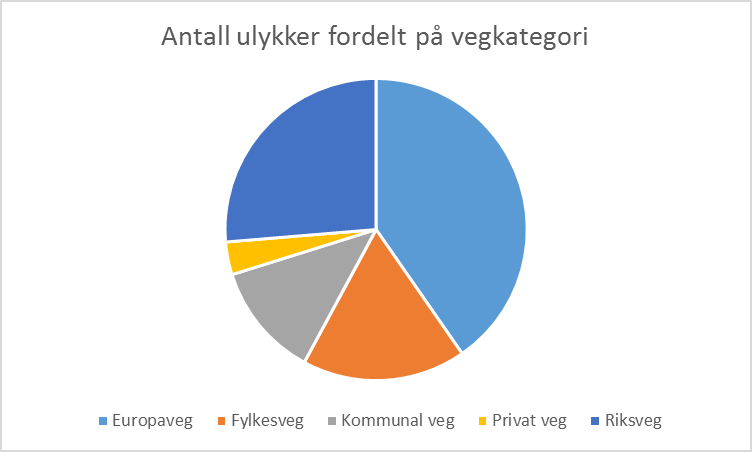 Antall ulykker fordelt på vegkategori
Europaveg Fylkesveg Kommunal veg Privat veg Riksveg